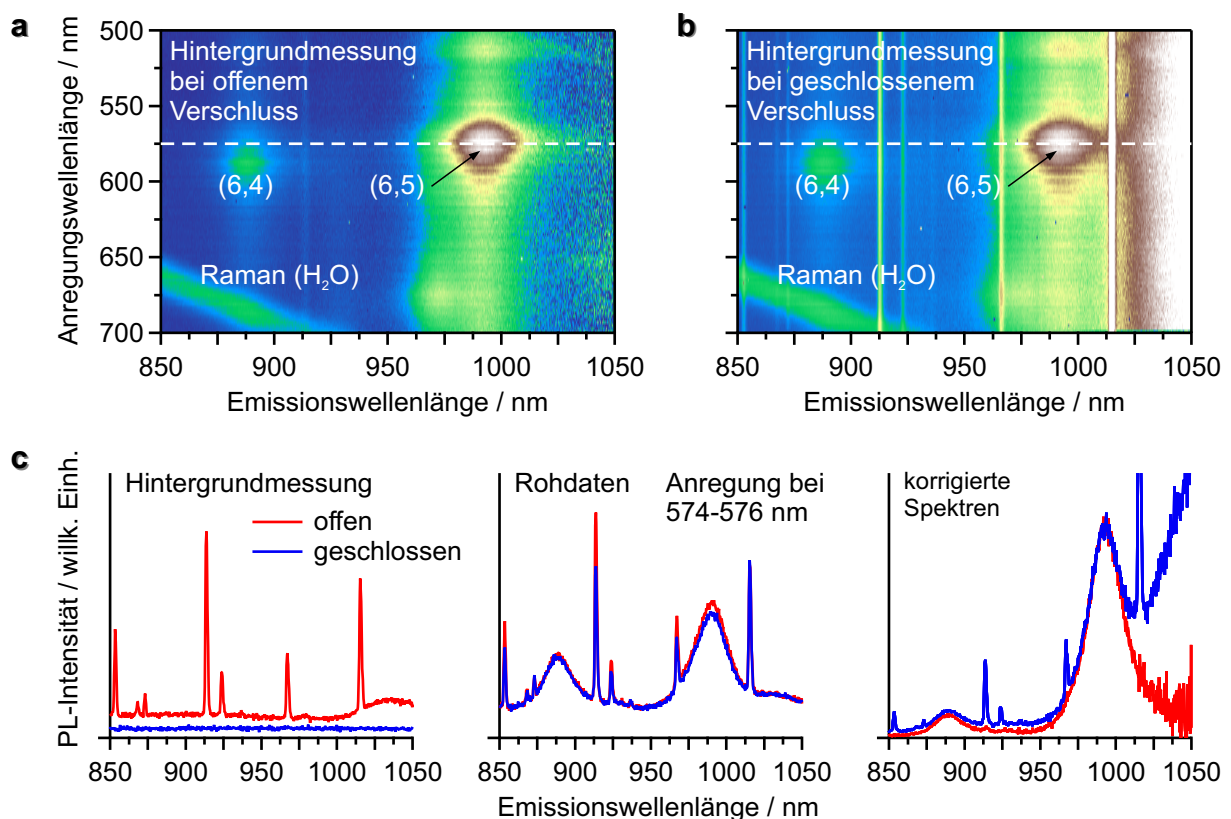 a
Hintergrundmessung
bei offenem
Verschluss
(6,4)
(6,5)
Raman (H₂O)
500
550
600
650
700
Anregungswellenlänge / nm
850 900 950 1000 1050
Emissionswellenlänge / nm
b
Hintergrundmessung
bei geschlossenem
Verschluss
(6,4)
(6,5)
Raman (H₂O)
850 900 950 1000 1050
Emissionswellenlänge / nm
c
PL-Intensität / willk. Einh.
Hintergrundmessung
offen
geschlossen
850 900 950 1000 1050
Rohdaten
Anregung bei
574-576 nm
850 900 950 1000 1050
korrigierte
Spektren
850 900 950 1000 1050
Emissionswellenlänge / nm